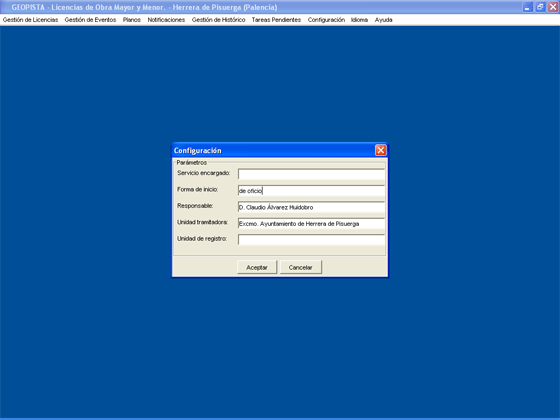 GEOPISTA - Licencias de Obra Mayor y Menor. - Herrera de Pisuerga (Palencia)
Gestión de Licencias Gestión de Eventos Planos Notificaciones Gestión de Histórico Tareas Pendientes Configuración Idioma Ayuda
Configuración
Parámetros
Servicio encargado:
Forma de inicio: de oficio
Responsable: D. Claudio Álvarez Huidobro
Unidad tramitadora: Excmo. Ayuntamiento de Herrera de Pisuerga
Unidad de registro:
Aceptar Cancelar